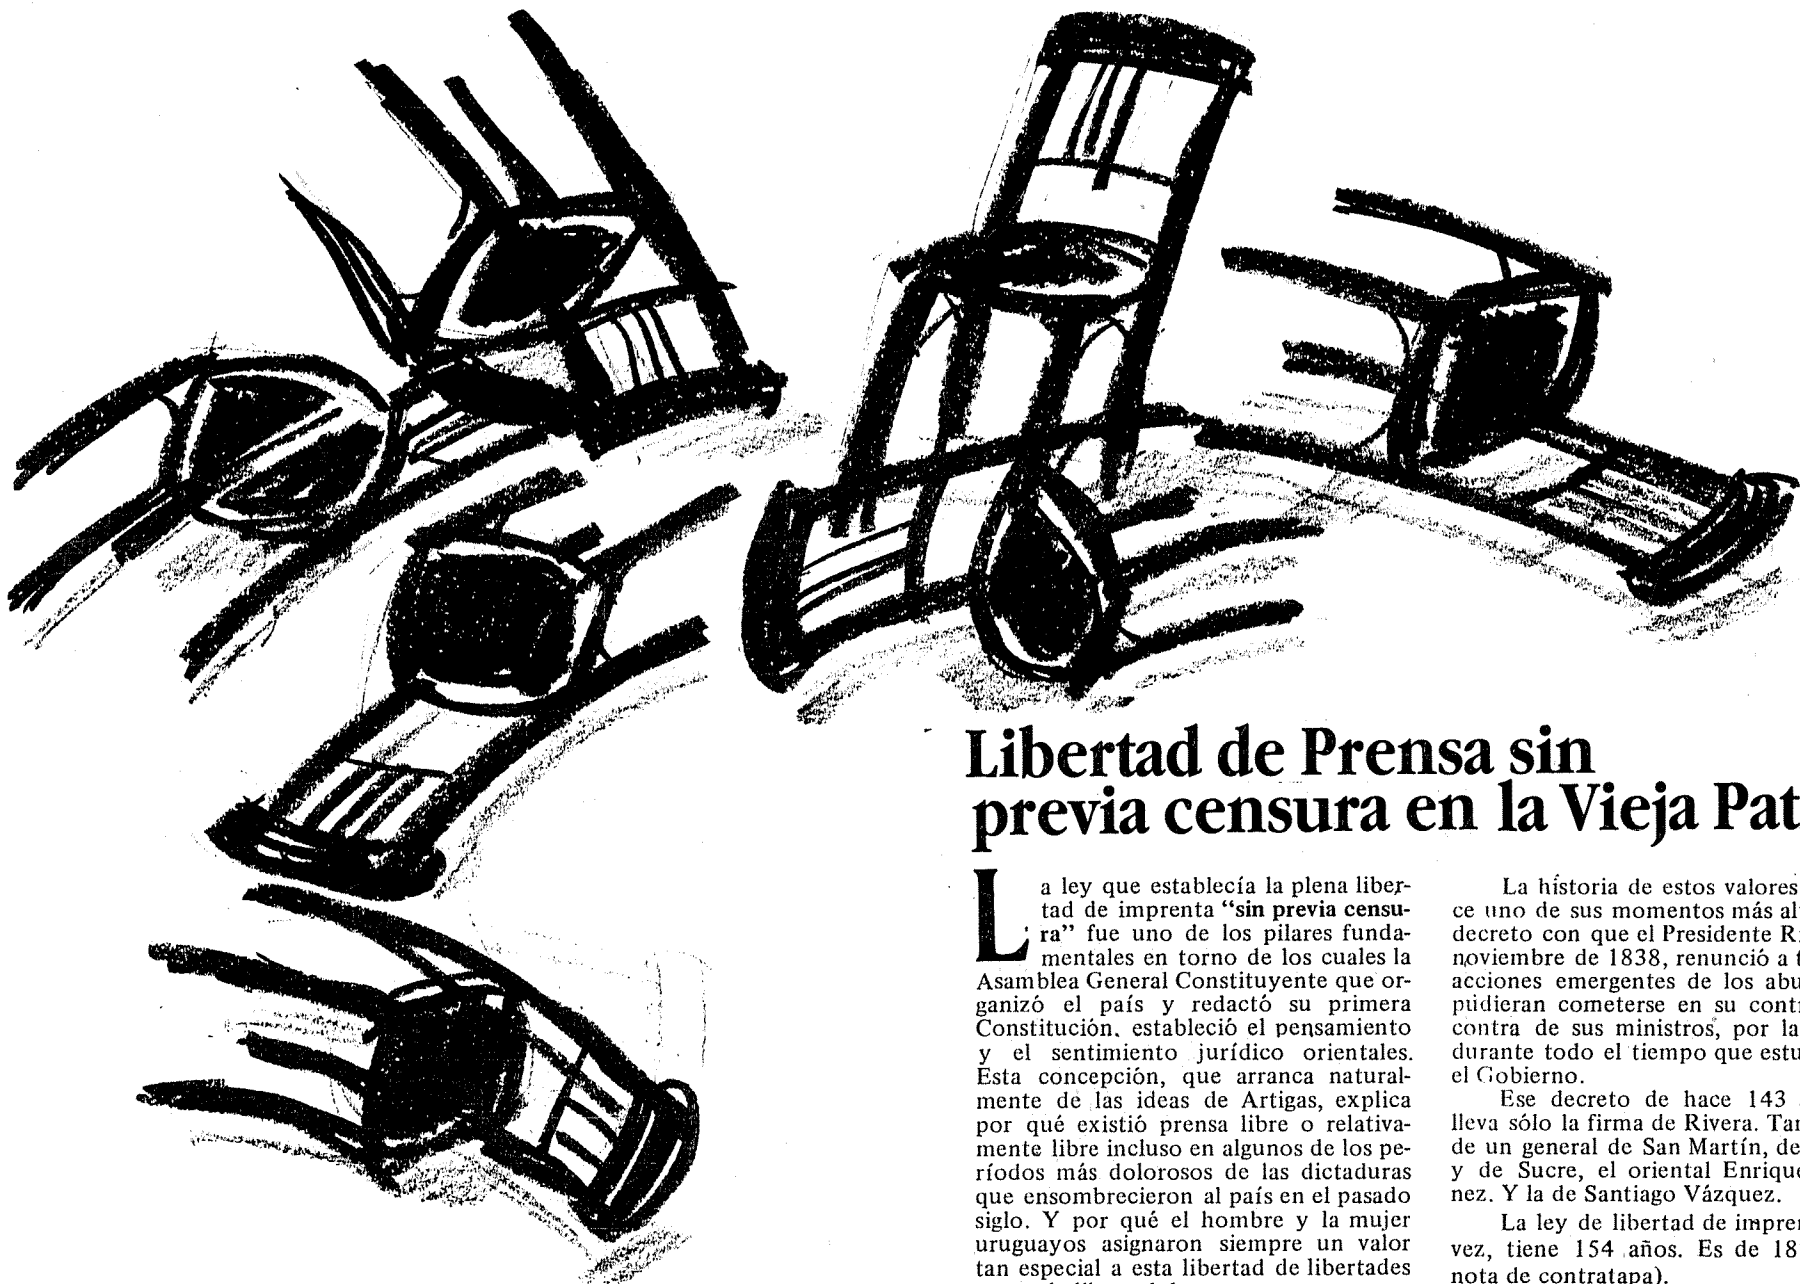 Libertad de Prensa sin
previa censura en la Vieja Pat
La ley que establecía la plena liber-
tad de imprenta “sin previa censu-
ra” fue uno de los pilares funda-
mentales en torno de los cuales la
Asamblea General Constituyente que or-
ganizó el país y redactó su primera
Constitución, estableció el pensamiento
y el sentimiento jurídico orientales.
Esta concepción, que arranca natural-
mente de las ideas de Artigas, explica
por qué existió prensa libre o relativa-
mente libre incluso en algunos de los pe-
ríodos más dolorosos de las dictaduras
que ensombrecieron al país en el pasado
siglo. Y por qué el hombre y la mujer
uruguayos asignaron siempre un valor
tan especial a esta libertad de libertades
La historia de estos valores
ce uno de sus momentos más al
decreto con que el Presidente R
noviembre de 1838, renunció a t
acciones emergentes de los abu
pudieran cometerse en su cont
contra de sus ministros, por la
durante todo el tiempo que estu
el Gobierno.
Ese decreto de hace 143
lleva sólo la firma de Rivera. Ta
de un general de San Martín, de
y de Sucre, el oriental Enrique
nez. Y la de Santiago Vázquez.
La ley de libertad de impre
vez, tiene 154 años. Es de 18
nota de contratapa).